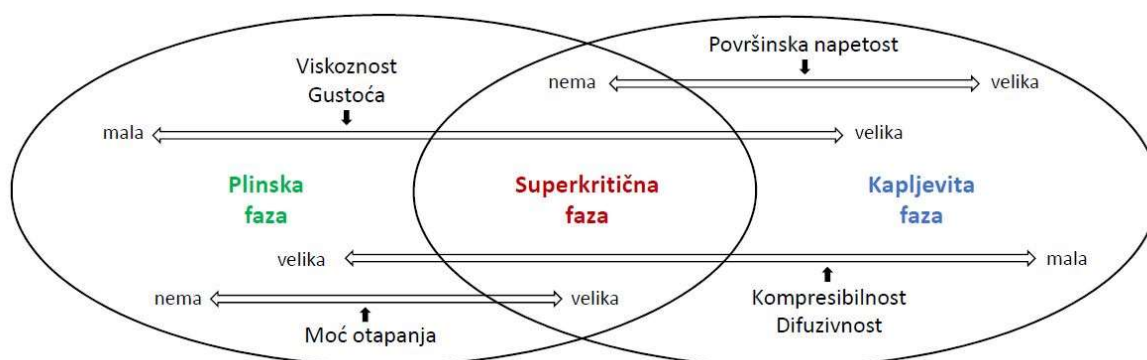 Površinska napetost
Viskoznost
Gustoća
nema
velika
mala
velika
Plinska
faza
Superkritična
faza
Kapljevita
faza
velika
mala
nema
velika
Moć otapanja
Kompresibilnost
Difuzivnost